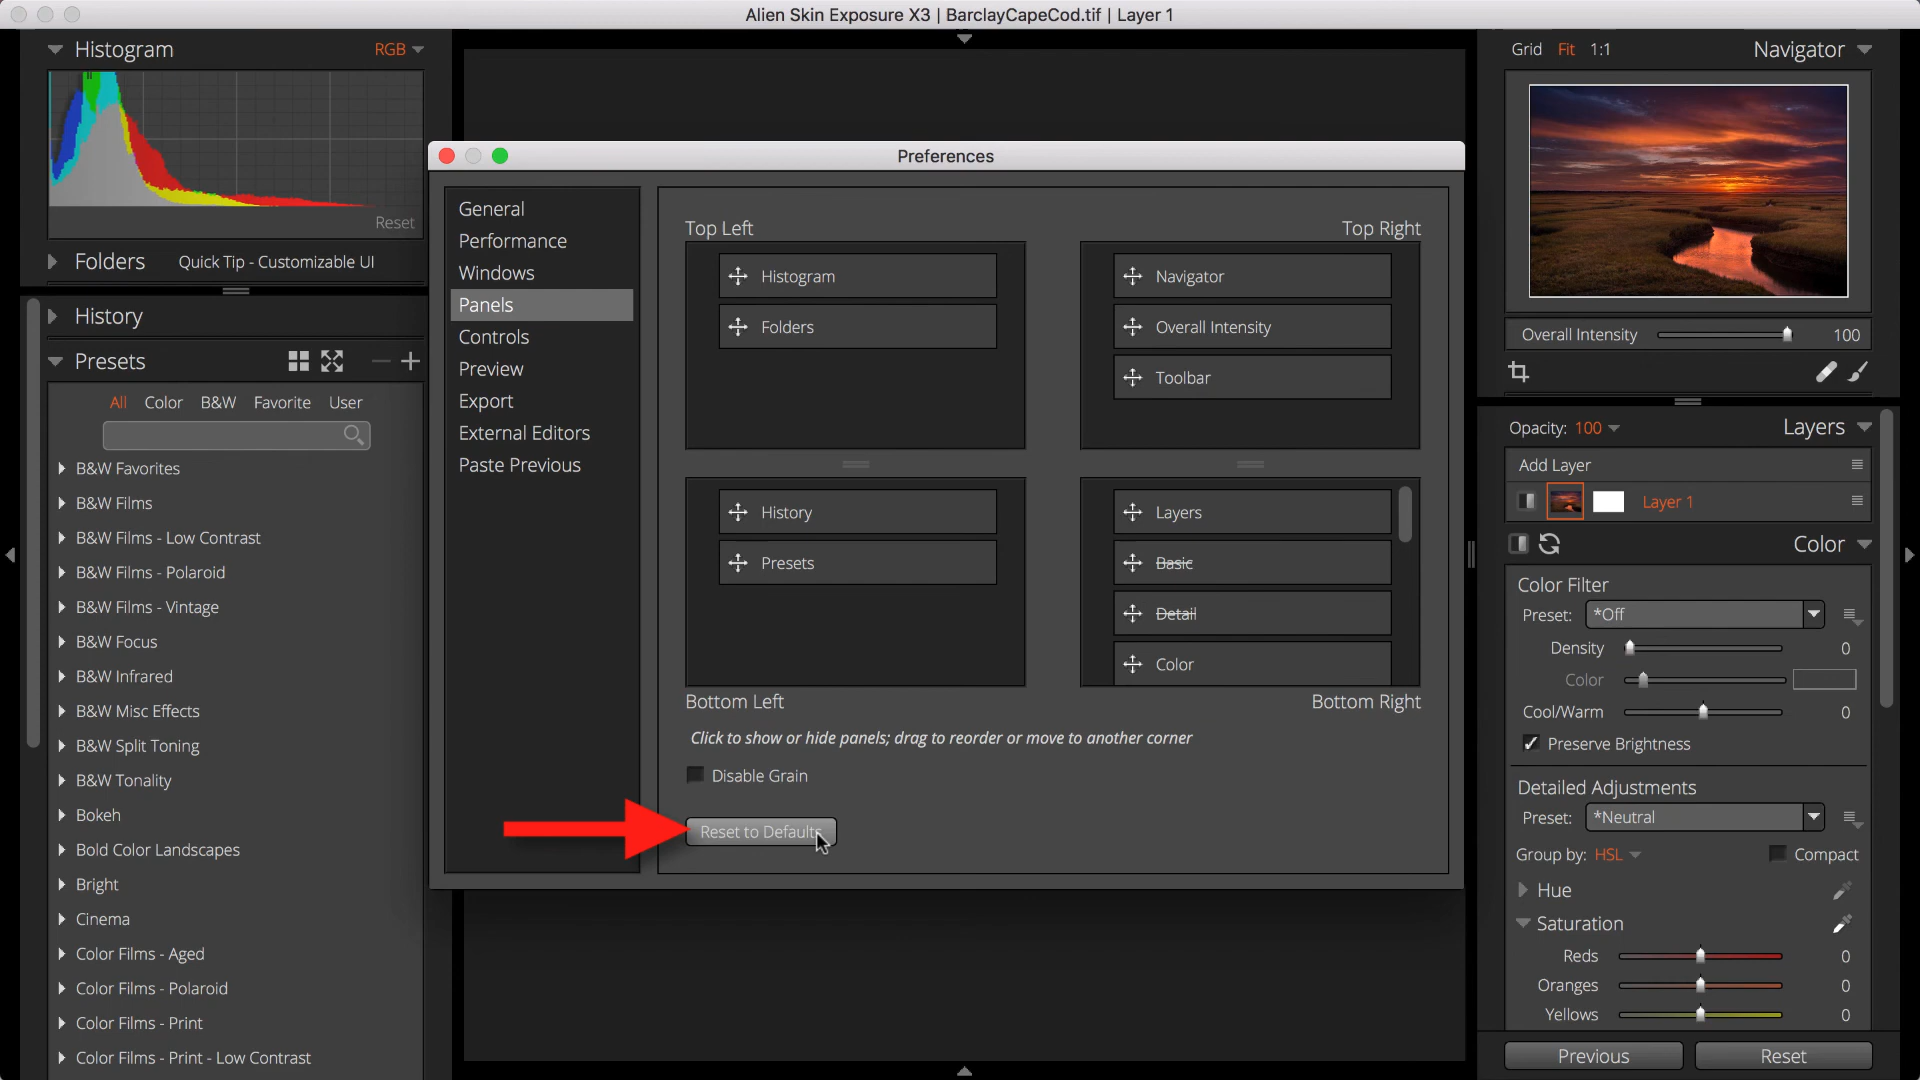 Alien Skin Exposure X3 | BarclayCapeCod.tif | Layer 1
Histogram
RGB
Reset
Folders
Quick Tip - Customizable UI
History
Presets
All Color B&W Favorite User
B&W Favorites
B&W Films
B&W Films - Low Contrast
B&W Films - Polaroid
B&W Films - Vintage
B&W Focus
B&W Infrared
B&W Misc Effects
B&W Split Toning
B&W Tonality
Bokeh
Bold Color Landscapes
Bright
Cinema
Color Films - Aged
Color Films - Polaroid
Color Films - Print
Color Films - Print - Low Contrast
Preferences
General
Performance
Windows
Panels
Controls
Preview
Export
External Editors
Paste Previous
Top Left
Histogram
Folders
Top Right
Navigator
Overall Intensity
Toolbar
History
Presets
Bottom Left
Layers
Basic
Detail
Color
Bottom Right
Click to show or hide panels; drag to reorder or move to another corner
Disable Grain
Reset to Defaults
Grid Fit 1:1
Navigator
Overall Intensity 100
Opacity: 100
Layers
Add Layer
Layer 1
Color
Color Filter
Preset: *Off
Density 0
Color
Cool/Warm 0
Preserve Brightness
Detailed Adjustments
Preset: *Neutral
Group by: HSL
Compact
Hue
Saturation
Reds 0
Oranges 0
Yellows 0
Previous
Reset